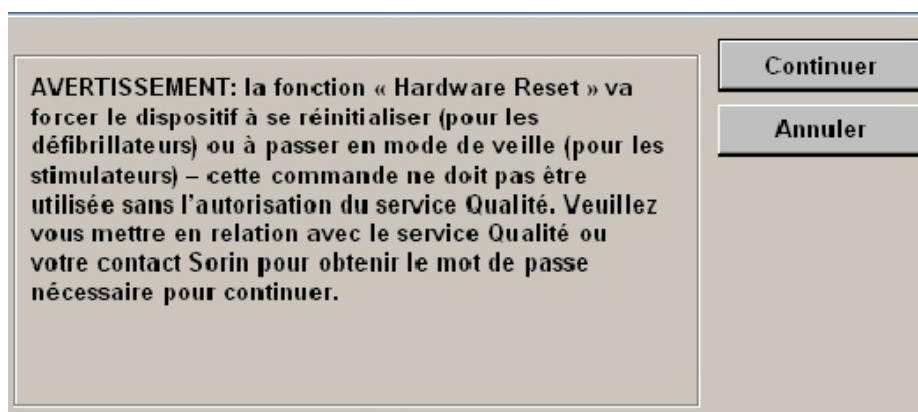 AVERTISSEMENT: la fonction « Hardware Reset » va
forcer le dispositif à se réinitialiser (pour les
défibrillateurs) ou à passer en mode de veille (pour les
stimulateurs) – cette commande ne doit pas être
utilisée sans l'autorisation du service Qualité. Veuillez
vous mettre en relation avec le service Qualité ou
votre contact Sorin pour obtenir le mot de passe
nécessaire pour continuer.
Continuer
Annuler